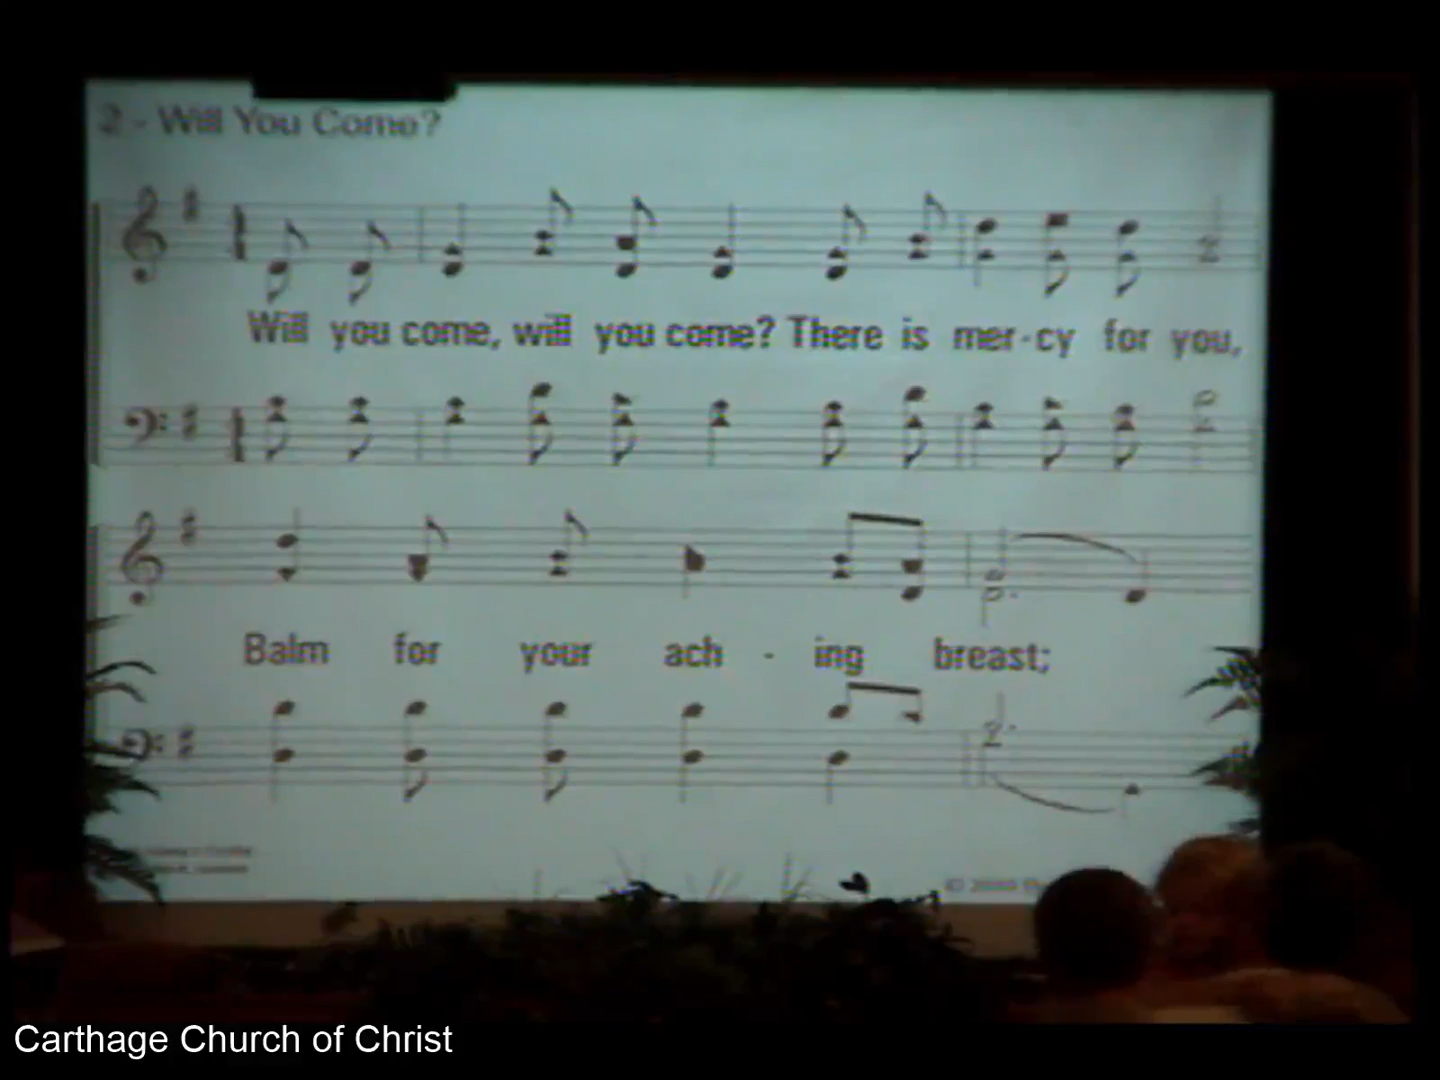 2 - Will You Come?
Will you come, will you come? There is mer-cy for you,
Balm for your ach - ing breast;
Carthage Church of Christ